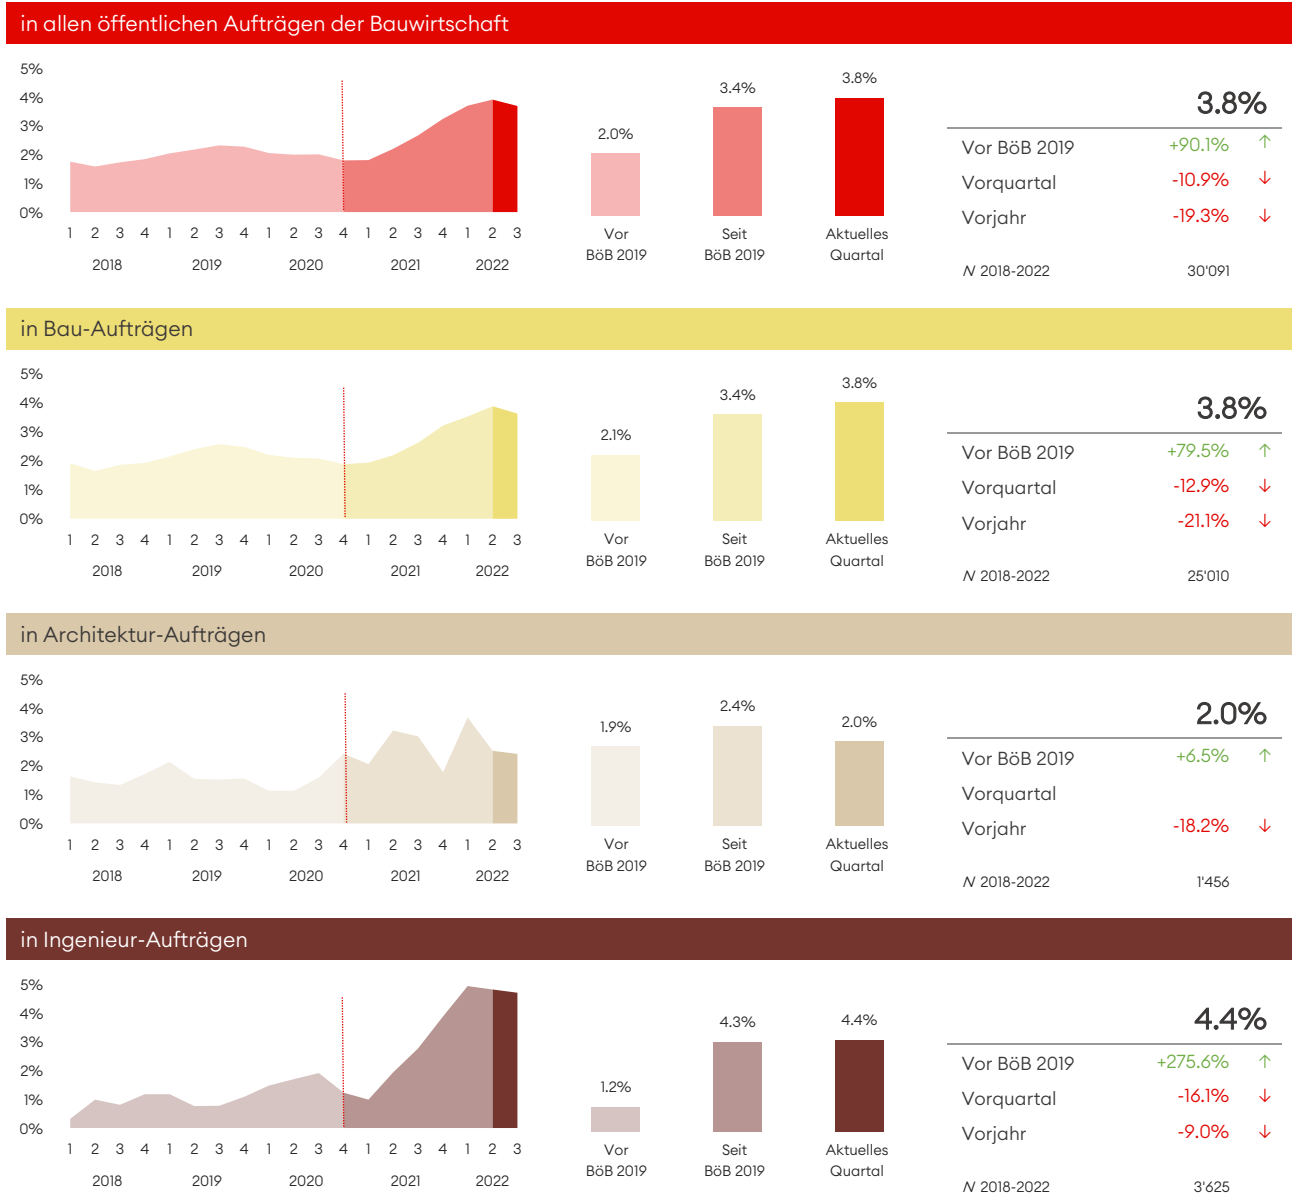 in allen öffentlichen Aufträgen der Bauwirtschaft
5%
4%
3%
2%
1%
0%
1 2 3 4 1 2 3 4 1 2 3 4 1 2 3 4 1 2 3
2018 2019 2020 2021 2022
2.0%
3.4%
3.8%
Vor BöB 2019
Seit BöB 2019
Aktuelles Quartal
3.8%
Vor BöB 2019 +90.1% ↑
Vorquartal -10.9% ↓
Vorjahr -19.3% ↓
N 2018-2022 30'091
in Bau-Aufträgen
5%
4%
3%
2%
1%
0%
1 2 3 4 1 2 3 4 1 2 3 4 1 2 3 4 1 2 3
2018 2019 2020 2021 2022
2.1%
3.4%
3.8%
Vor BöB 2019
Seit BöB 2019
Aktuelles Quartal
3.8%
Vor BöB 2019 +79.5% ↑
Vorquartal -12.9% ↓
Vorjahr -21.1% ↓
N 2018-2022 25'010
in Architektur-Aufträgen
5%
4%
3%
2%
1%
0%
1 2 3 4 1 2 3 4 1 2 3 4 1 2 3 4 1 2 3
2018 2019 2020 2021 2022
1.9%
2.4%
2.0%
Vor BöB 2019
Seit BöB 2019
Aktuelles Quartal
2.0%
Vor BöB 2019 +6.5% ↑
Vorquartal
Vorjahr -18.2% ↓
N 2018-2022 1'456
in Ingenieur-Aufträgen
5%
4%
3%
2%
1%
0%
1 2 3 4 1 2 3 4 1 2 3 4 1 2 3 4 1 2 3
2018 2019 2020 2021 2022
1.2%
4.3%
4.4%
Vor BöB 2019
Seit BöB 2019
Aktuelles Quartal
4.4%
Vor BöB 2019 +275.6% ↑
Vorquartal -16.1% ↓
Vorjahr -9.0% ↓
N 2018-2022 3'625